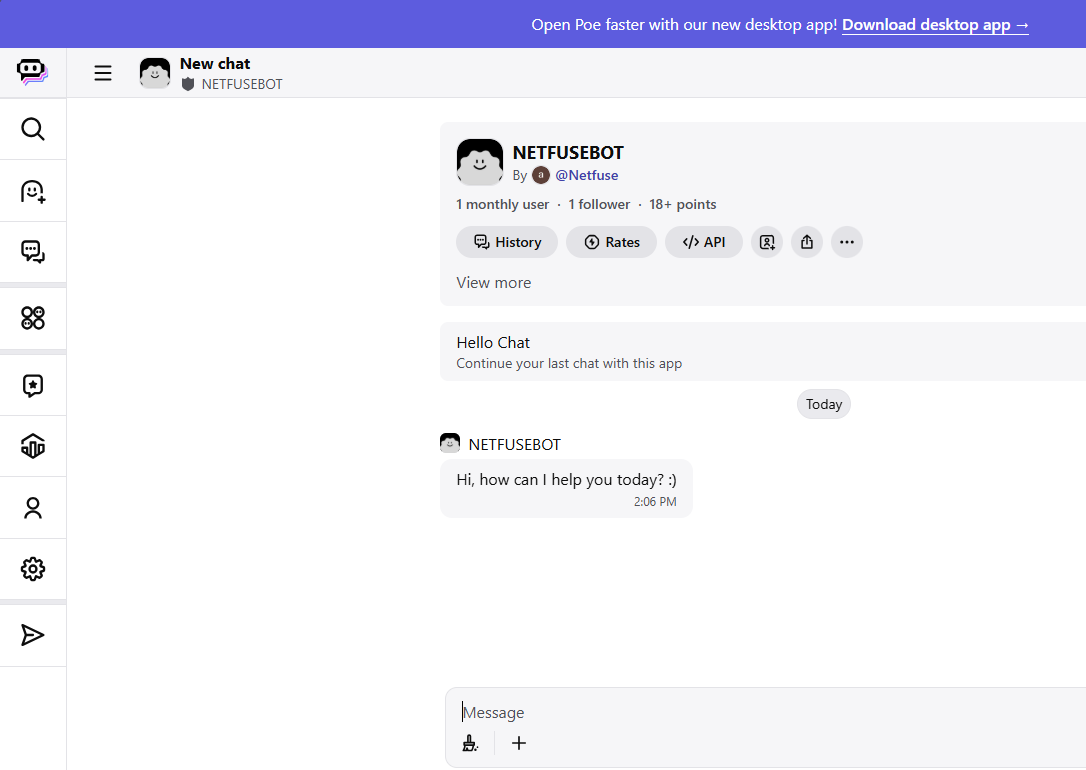 Open Poe faster with our new desktop app! Download desktop app →
New chat
NETFUSEBOT
NETFUSEBOT
By a @Netfuse
1 monthly user · 1 follower · 18+ points
History
Rates
</> API
View more
Hello Chat
Continue your last chat with this app
Today
NETFUSEBOT
Hi, how can I help you today? :)
2:06 PM
Message